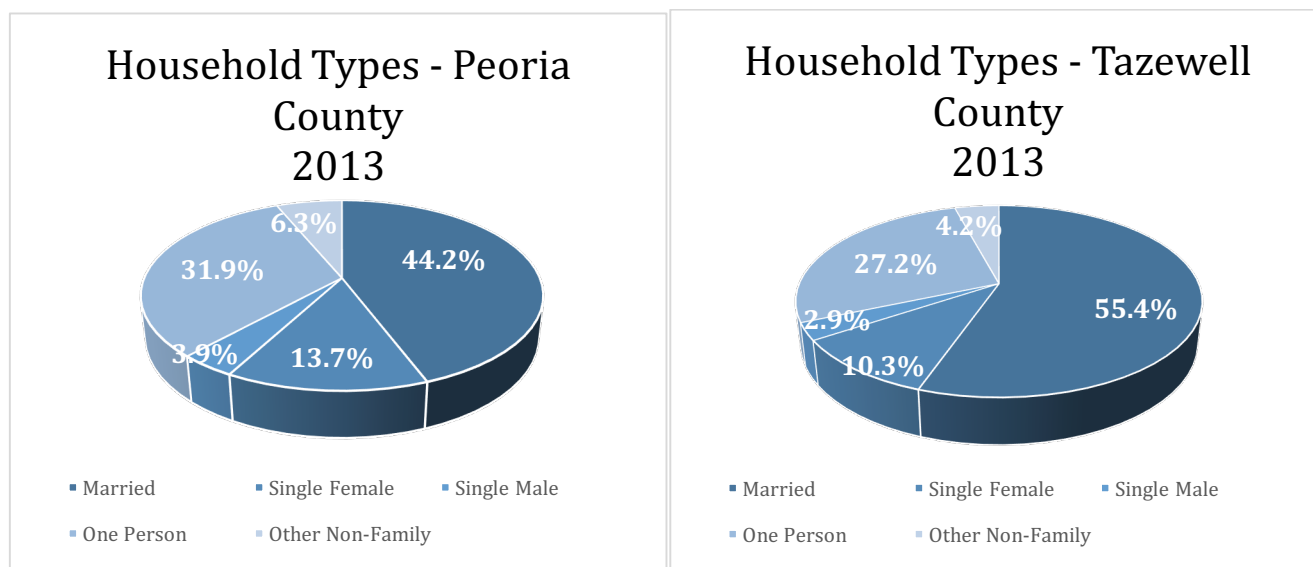 Household Types - Peoria
County
2013
6.3%
44.2%
31.9%
3.9%
13.7%
Married
Single Female
Single Male
One Person
Other Non-Family
Household Types - Tazewell
County
2013
4.2%
27.2%
55.4%
2.9%
10.3%
Married
Single Female
Single Male
One Person
Other Non-Family